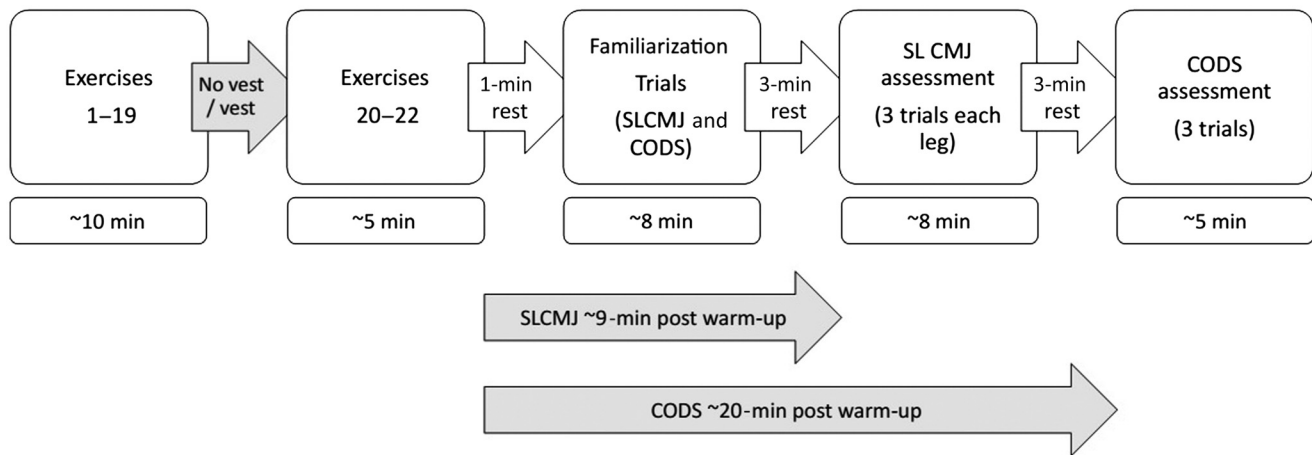 Exercises
1–19
~10 min
No vest
/ vest
Exercises
20–22
~5 min
1-min
rest
Familiarization
Trials
(SLCMJ and
CODS)
~8 min
3-min
rest
SL CMJ
assessment
(3 trials each
leg)
~8 min
3-min
rest
CODS
assessment
(3 trials)
~5 min
SLCMJ ~9-min post warm-up
CODS ~20-min post warm-up